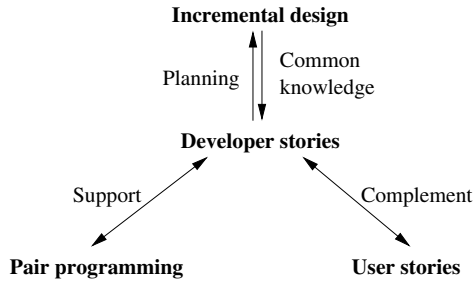 Incremental design
Planning
Common
knowledge
Developer stories
Support
Complement
Pair programming
User stories